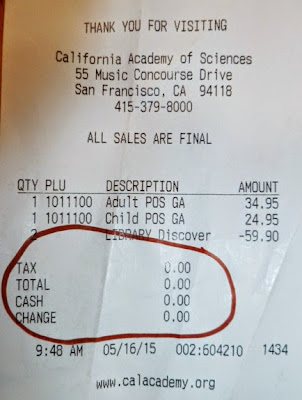 THANK YOU FOR VISITING
California Academy of Sciences
55 Music Concourse Drive
San Francisco, CA 94118
415-379-8000
ALL SALES ARE FINAL
QTY PLU DESCRIPTION AMOUNT
1 1011100 Adult POS GA 34.95
1 1011100 Child POS GA 24.95
2 LIBRARY Discover -59.90
TAX 0.00
TOTAL 0.00
CASH 0.00
CHANGE 0.00
9:48 AM 05/16/15 002:604210 1434
www.calacademy.org